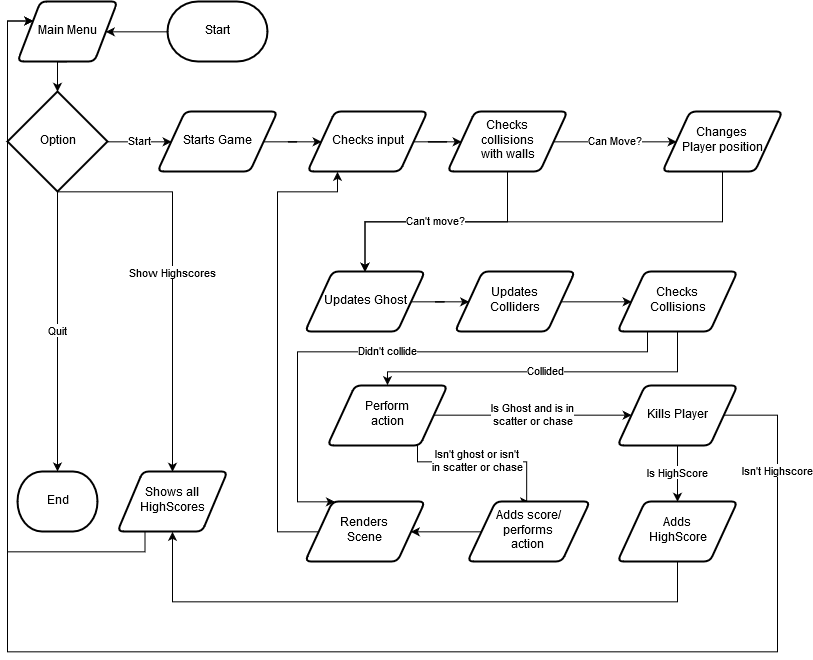 Main Menu
Start
Option
Start
Starts Game
Checks input
Checks
collisions
with walls
Can Move?
Changes
Player position
Can't move?
Show Highscores
Updates Ghost
Updates
Colliders
Checks
Collisions
Quit
Didn't collide
Collided
Perform
action
Is Ghost and is in
scatter or chase
Kills Player
Isn't ghost or isn't
in scatter or chase
Is HighScore
Isn't Highscore
End
Shows all
HighScores
Renders
Scene
Adds score/
performs
action
Adds
HighScore